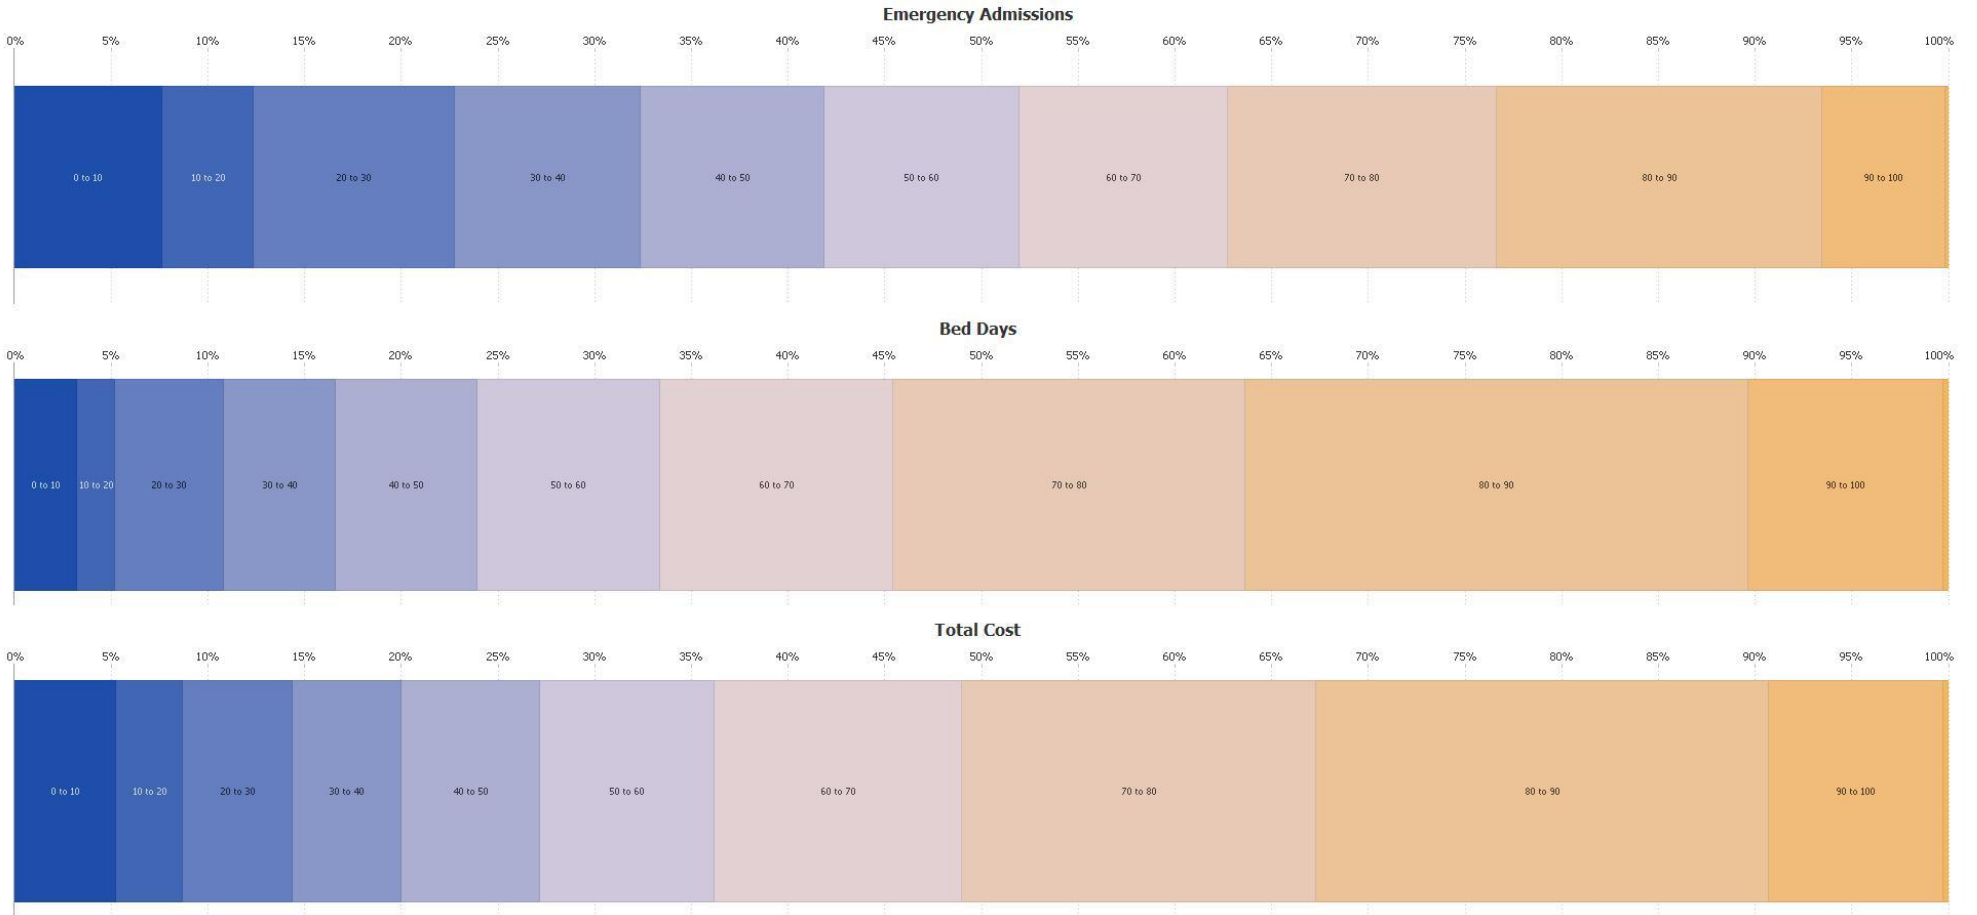 Emergency Admissions
0% 5% 10% 15% 20% 25% 30% 35% 40% 45% 50% 55% 60% 65% 70% 75% 80% 85% 90% 95% 100%
0 to 10 10 to 20 20 to 30 30 to 40 40 to 50 50 to 60 60 to 70 70 to 80 80 to 90 90 to 100
Bed Days
0% 5% 10% 15% 20% 25% 30% 35% 40% 45% 50% 55% 60% 65% 70% 75% 80% 85% 90% 95% 100%
0 to 10 10 to 20 20 to 30 30 to 40 40 to 50 50 to 60 60 to 70 70 to 80 80 to 90 90 to 100
Total Cost
0% 5% 10% 15% 20% 25% 30% 35% 40% 45% 50% 55% 60% 65% 70% 75% 80% 85% 90% 95% 100%
0 to 10 10 to 20 20 to 30 30 to 40 40 to 50 50 to 60 60 to 70 70 to 80 80 to 90 90 to 100